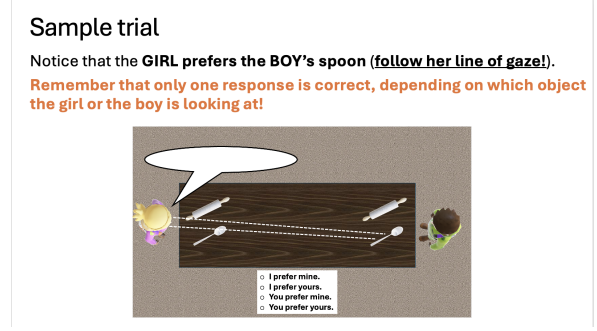 Sample trial
Notice that the GIRL prefers the BOY's spoon (follow her line of gaze!).
Remember that only one response is correct, depending on which object
the girl or the boy is looking at!
I prefer mine.
I prefer yours.
You prefer mine.
You prefer yours.